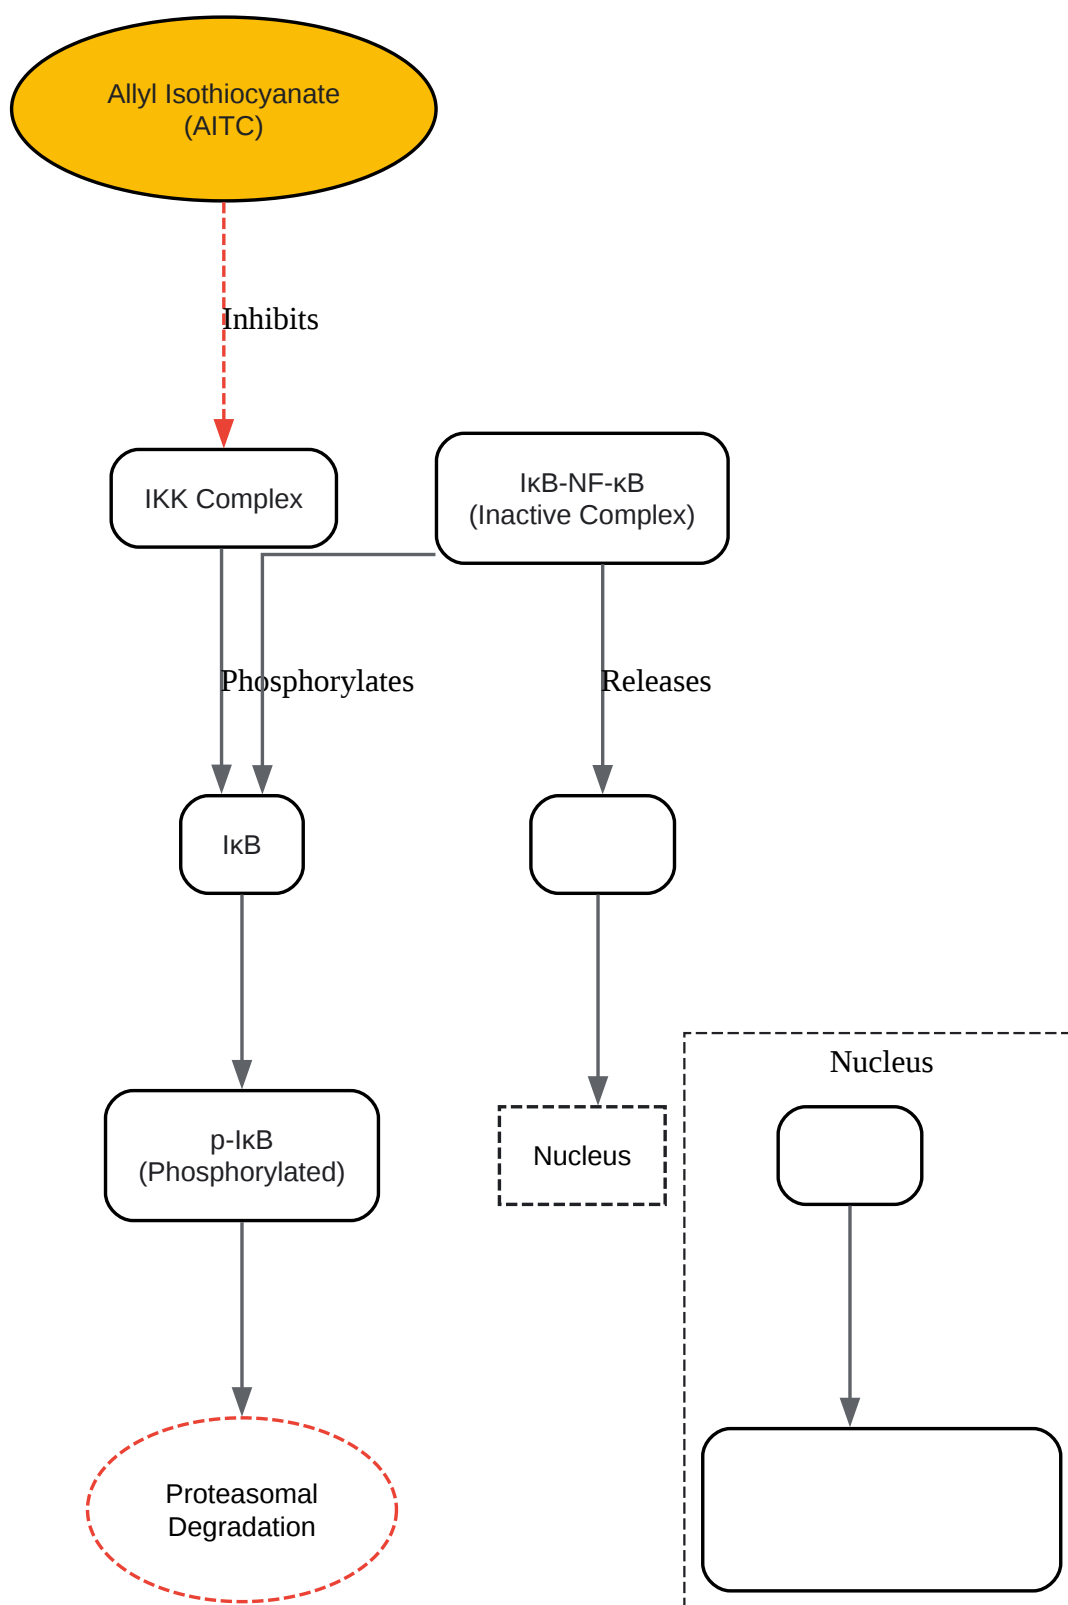 Allyl Isothiocyanate
(AITC)
Inhibits
IKK Complex
IκB-NF-κB
(Inactive Complex)
Phosphorylates
Releases
IκB
Nucleus
p-IκB
(Phosphorylated)
Nucleus
Proteasomal
Degradation